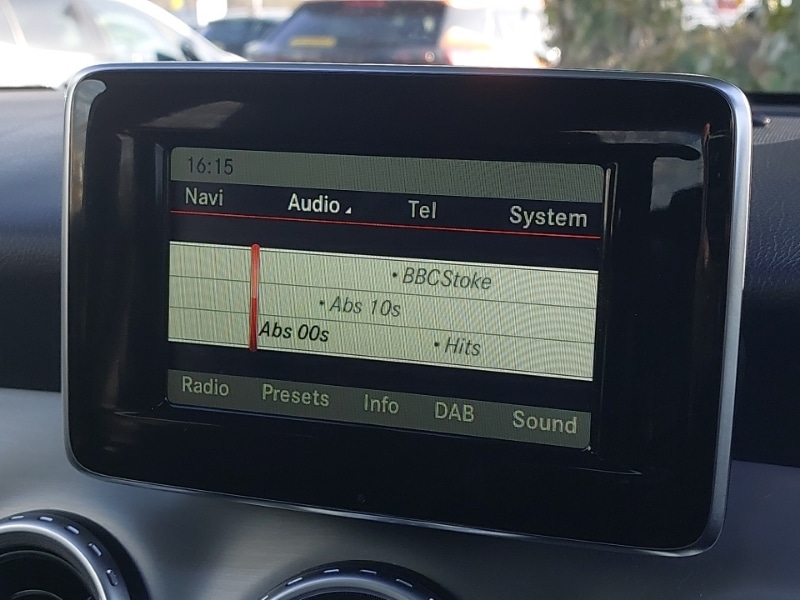 16:15
Navi Audio Tel System
• BBCStoke
• Abs 10s
Abs 00s
• Hits
Radio Presets Info DAB Sound